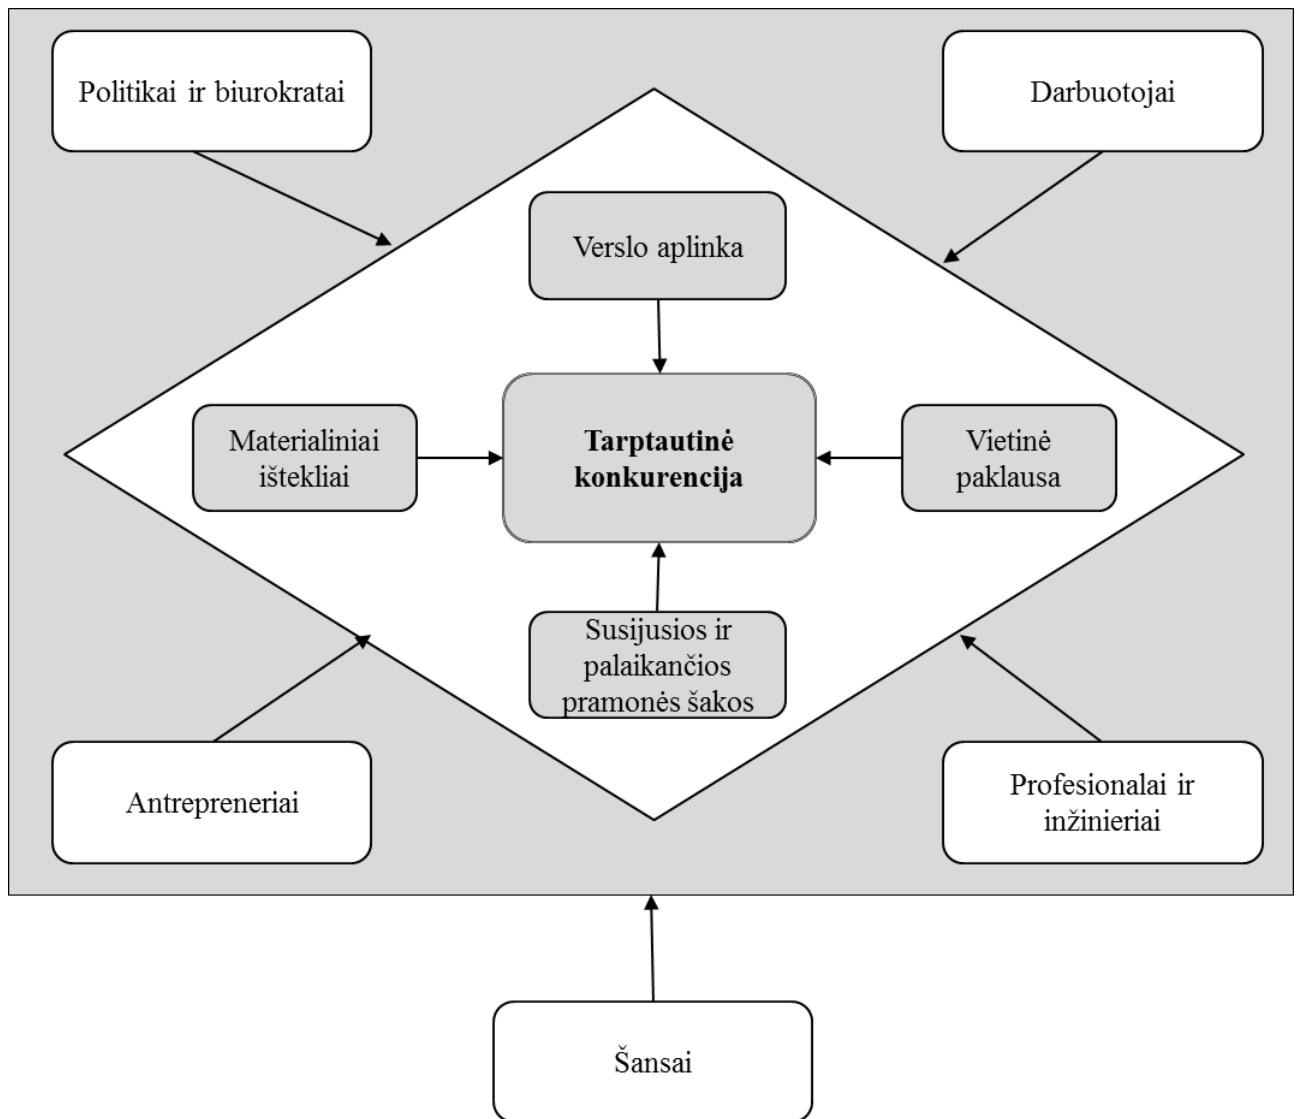 Politikai ir biurokratai
Darbuotojai
Verslo aplinka
Materialiniai
ištekliai
Tarptautinė
konkurencija
Vietinė
paklausa
Susijusios ir
palaikančios
pramonės šakos
Antrepreneriai
Profesionalai ir
inžinieriai
Šansai